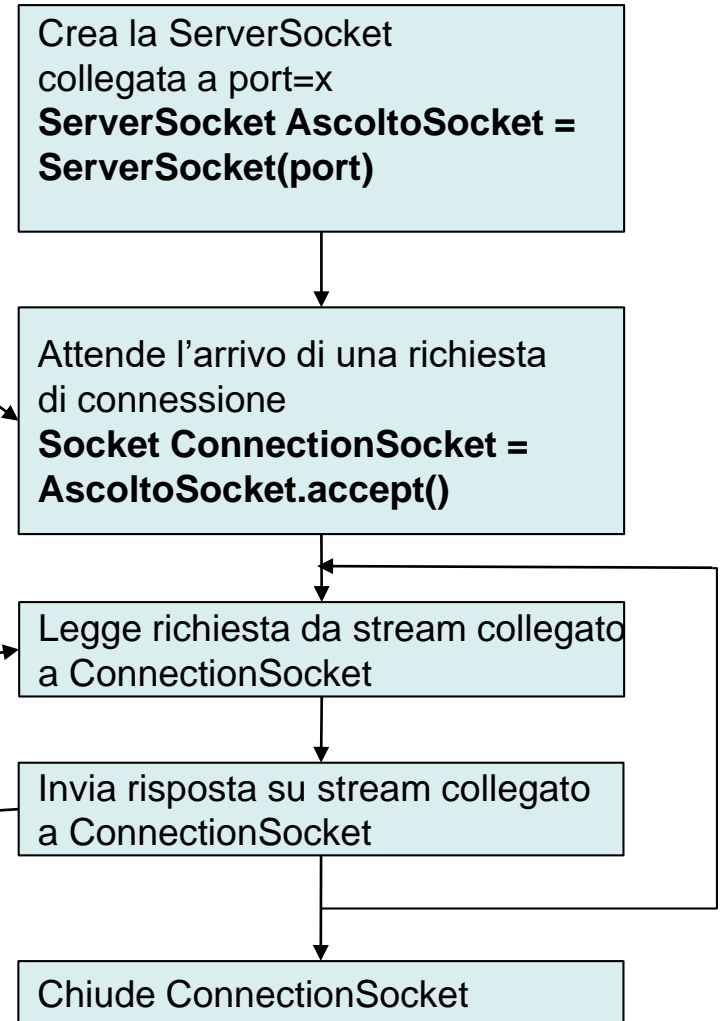 Crea la ServerSocket
collegata a port=x
ServerSocket AscoltoSocket =
ServerSocket(port)
Attende l’arrivo di una richiesta
di connessione
Socket ConnectionSocket =
AscoltoSocket.accept()
Legge richiesta da stream collegato
a ConnectionSocket
Invia risposta su stream collegato
a ConnectionSocket
Chiude ConnectionSocket